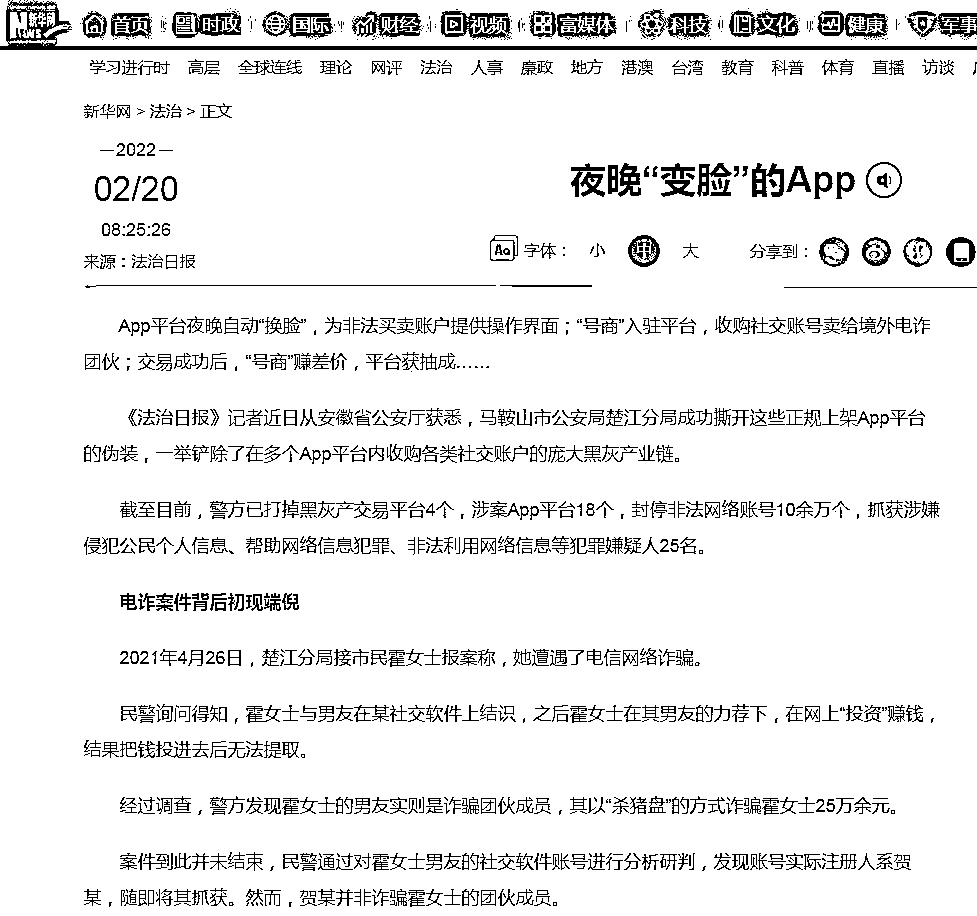 新华网
NEWS
首页 时政 国际 财经 视频 富媒体 科技 文化 健康 军事
学习进行时 高层 全球连线 理论 网评 法治 人事 廉政 地方 港澳 台湾 教育 科普 体育 直播 访谈
新华网 > 法治 > 正文
—2022—
02/20
08:25:26
来源：法治日报
夜晚“变脸”的App
Aa 字体： 小 中 大 分享到：
App平台夜晚自动“换脸”，为非法买卖账户提供操作界面；“号商”入驻平台，收购社交账号卖给境外电诈
团伙；交易成功后，“号商”赚差价，平台获抽成……
《法治日报》记者近日从安徽省公安厅获悉，马鞍山市公安局楚江分局成功撕开这些正规上架App平台
的伪装，一举铲除了在多个App平台内收购各类社交账户的庞大黑灰产业链。
截至目前，警方已打掉黑灰产交易平台4个，涉案App平台18个，封停非法网络账号10余万个，抓获涉嫌
侵犯公民个人信息、帮助网络信息犯罪、非法利用网络信息等犯罪嫌疑人25名。
电诈案件背后初现端倪
2021年4月26日，楚江分局接市民霍女士报案称，她遭遇了电信网络诈骗。
民警询问得知，霍女士与男友在某社交软件上结识，之后霍女士在其男友的力荐下，在网上“投资”赚钱，
结果把钱投进去后无法提取。
经过调查，警方发现霍女士的男友实则是诈骗团伙成员，其以“杀猪盘”的方式诈骗霍女士25万余元。
案件到此并未结束，民警通过对霍女士男友的社交软件账号进行分析研判，发现账号实际注册人系贺
某，随即将其抓获。然而，贺某并非诈骗霍女士的团伙成员。